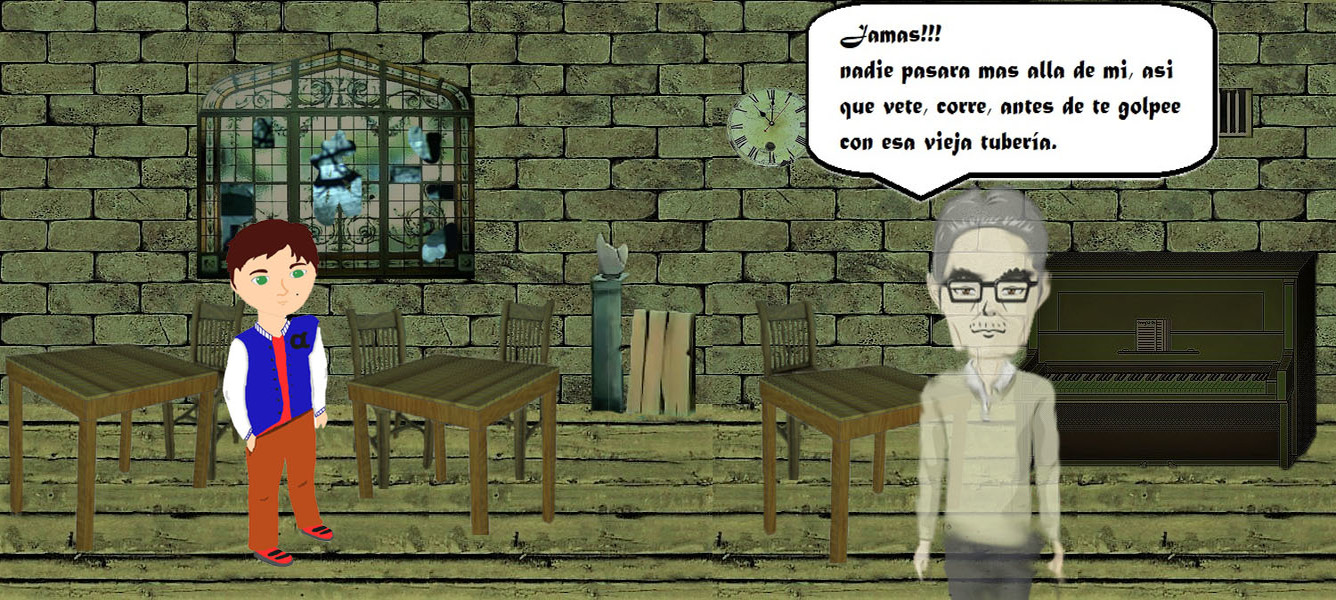 Jamas!!!
nadie pasara mas alla de mi, asi
que vete, corre, antes de te golpee
con esa vieja tubería.
α